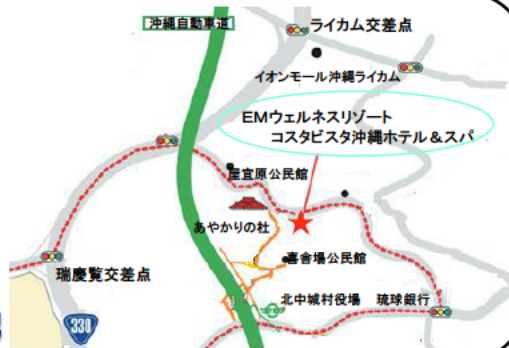 沖縄自動車道
ライカム交差点
イオンモール沖縄ライカム
EMウェルネスリゾート
コスタビスタ沖縄ホテル&スパ
屋宜原公民館
あやかりの杜
喜舎場公民館
瑞慶覧交差点
北中城村役場
琉球銀行
330